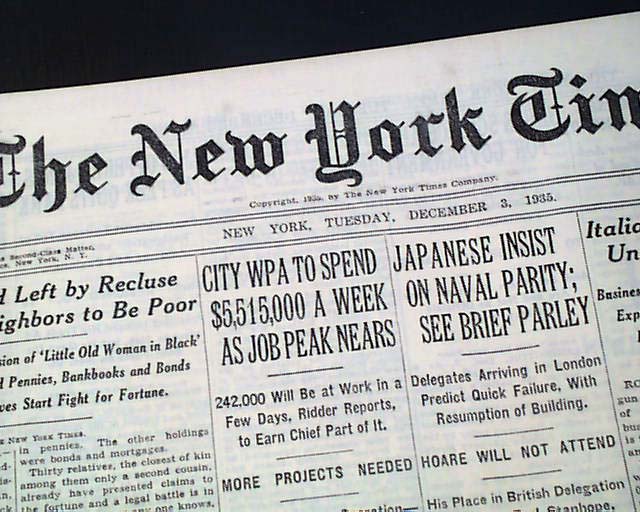 The New York Tim
Copyright, 1935, by The New York Times Company.
Second-Class Matter,
New York, N. Y.
NEW YORK, TUESDAY, DECEMBER 3, 1935.
Left by Recluse
ighbors to Be Poor
sion of 'Little Old Woman in Black'
d Pennies, Bankbooks and Bonds
ves Start Fight for Fortune.
NEW YORK TIMES.
in pennies. The other holdings
were bonds and mortgages.
Thirty relatives, the closest of kin
among them only a second cousin,
already have presented claims to
the fortune and a legal battle is in
any one knows,
CITY WPA TO SPEND
$5,515,000 A WEEK
AS JOB PEAK NEARS
242,000 Will Be at Work in a
Few Days, Ridder Reports,
to Earn Chief Part of It.
MORE PROJECTS NEEDED
JAPANESE INSIST
ON NAVAL PARITY;
SEE BRIEF PARLEY
Delegates Arriving in London
Predict Quick Failure, With
Resumption of Building.
HOARE WILL NOT ATTEND
His Place in British Delegation
Stanhope,
Italia
Un
Busines
Exp
gun
of